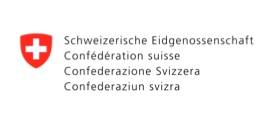 Schweizerische Eidgenossenschaft
Confédération suisse
Confederazione Svizzera
Confederaziun svizra